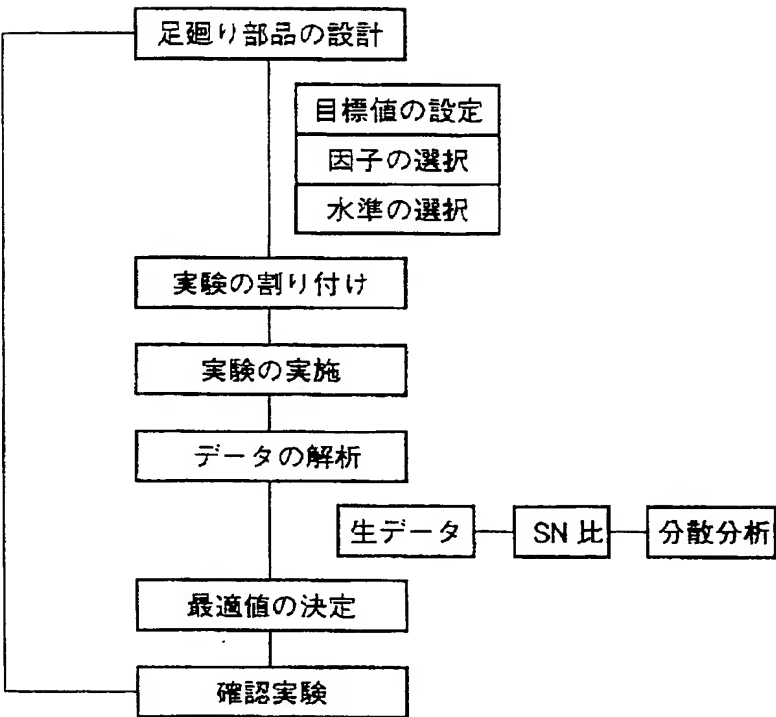 足廻り部品の設計
目標値の設定
因子の選択
水準の選択
実験の割り付け
実験の実施
データの解析
生データ
SN 比
分散分析
最適値の決定
確認実験